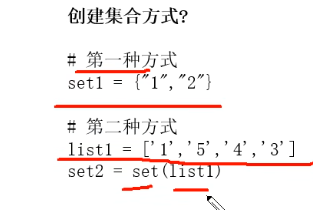 创建集合方式?
# 第一种方式
set1 = {"1","2"}
# 第二种方式
list1 = ['1','5','4','3']
set2 = set(list1)